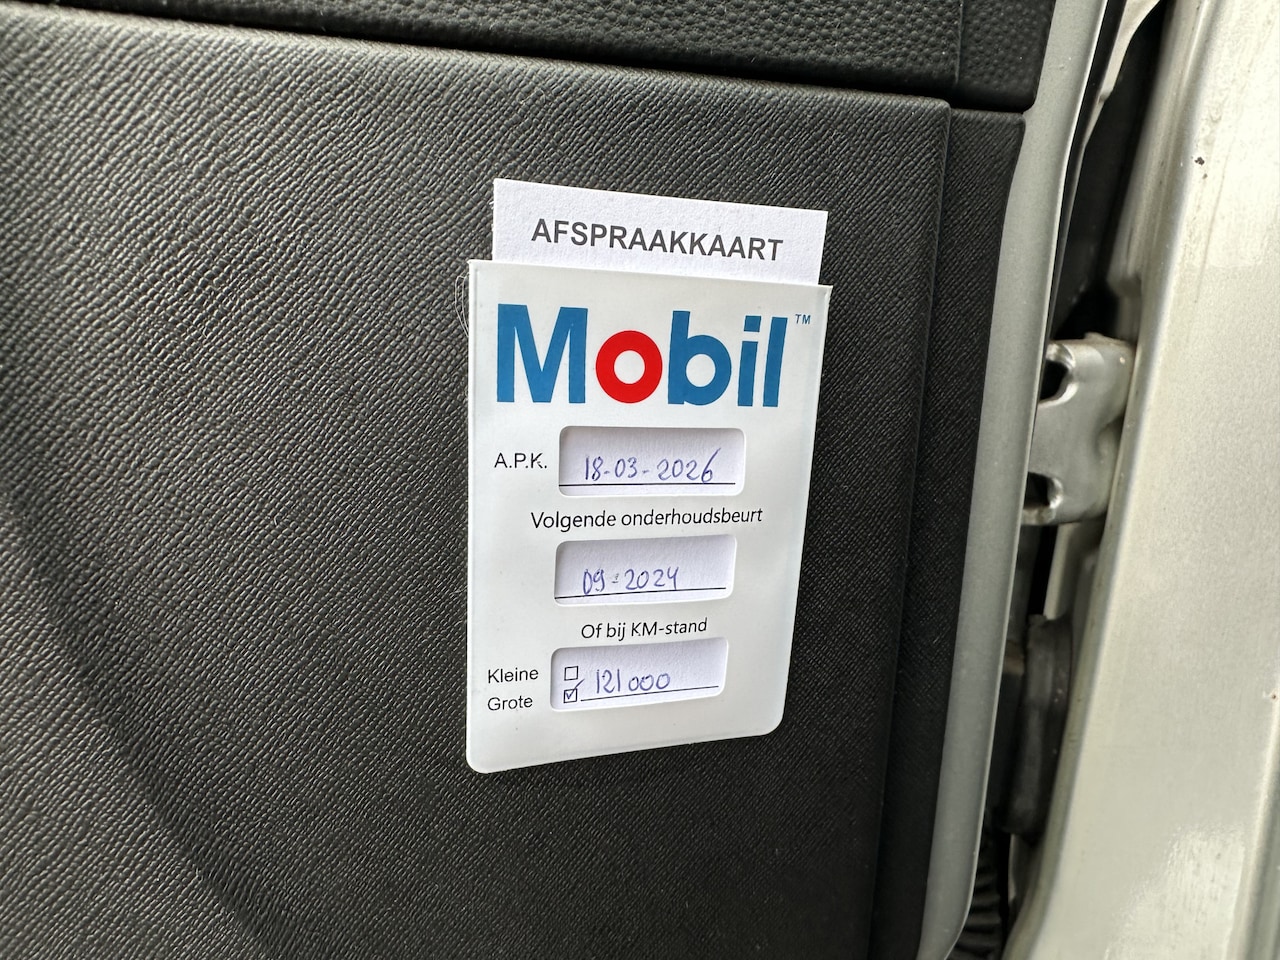 AFSPRAAKKAART
Mobil™
A.P.K. 18-03-2026
Volgende onderhoudsbeurt
09-2024
Of bij KM-stand
Kleine ☐ 121000
Grote ☑